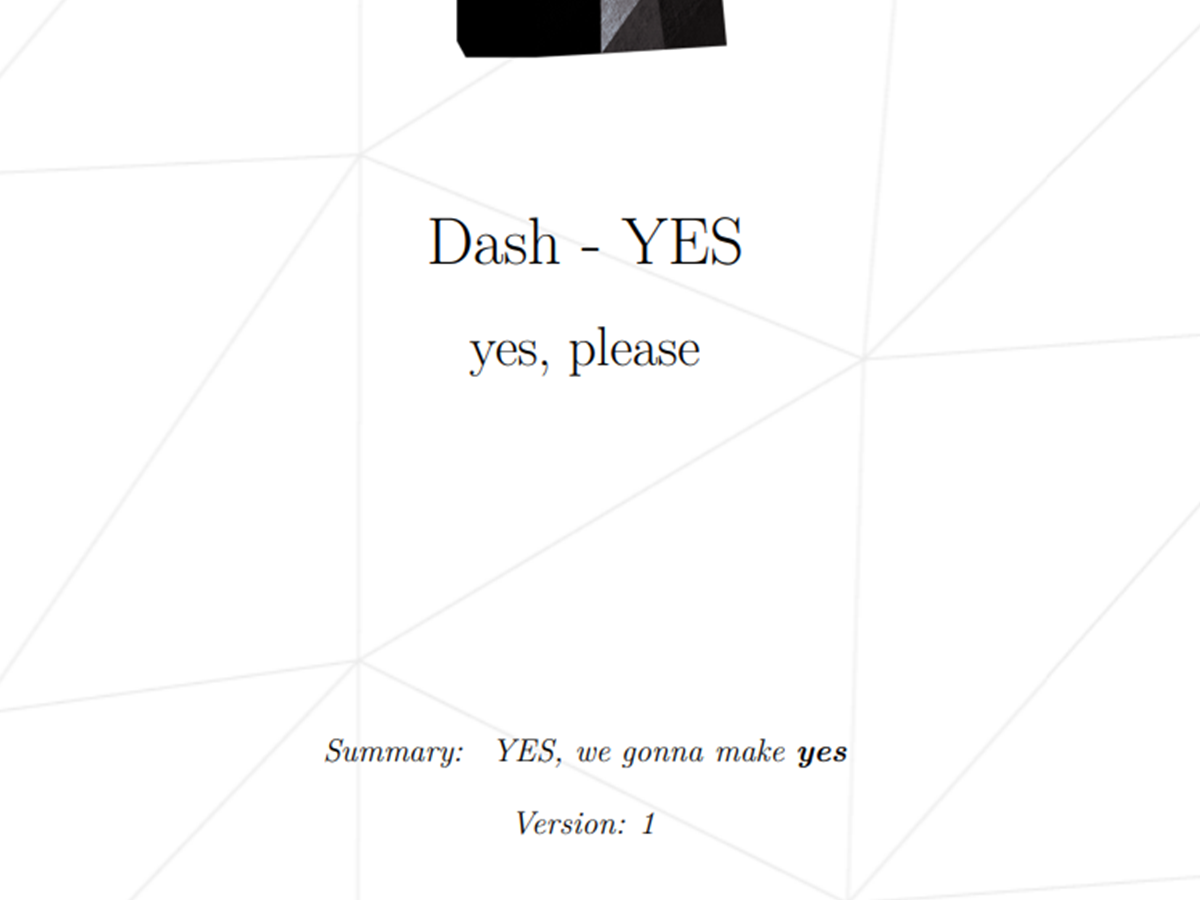 Dash - YES
yes, please
Summary: YES, we gonna make yes
Version: 1